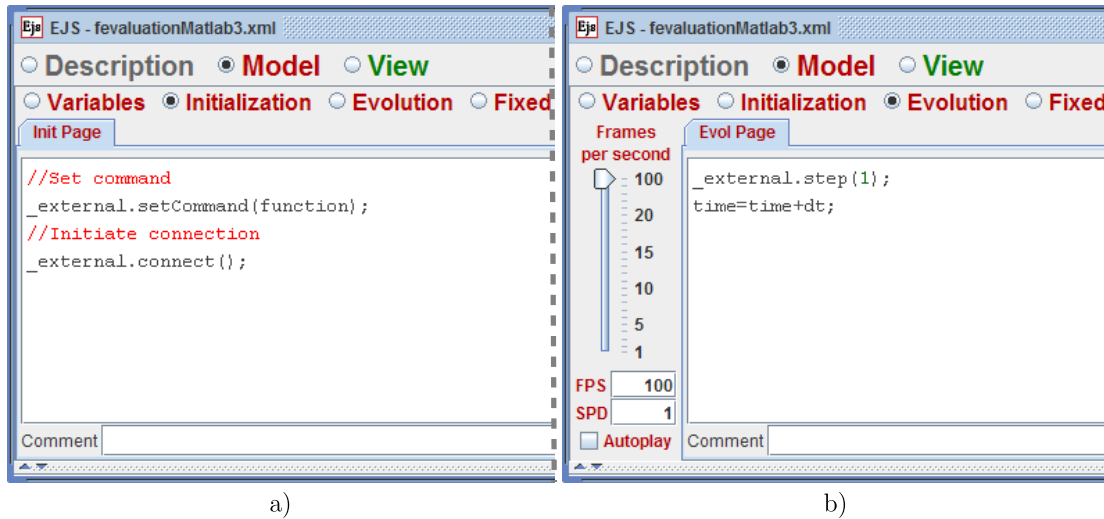 Ejs EJS - fevaluationMatlab3.xml
Description Model View
Variables Initialization Evolution Fixed
Init Page
//Set command
_external.setCommand(function);
//Initiate connection
_external.connect();
Comment
a)
Ejs EJS - fevaluationMatlab3.xml
Description Model View
Variables Initialization Evolution Fixed
Frames
per second
100
20
15
10
5
1
FPS 100
SPD 1
Autoplay
Evol Page
_external.step(1);
time=time+dt;
Comment
b)